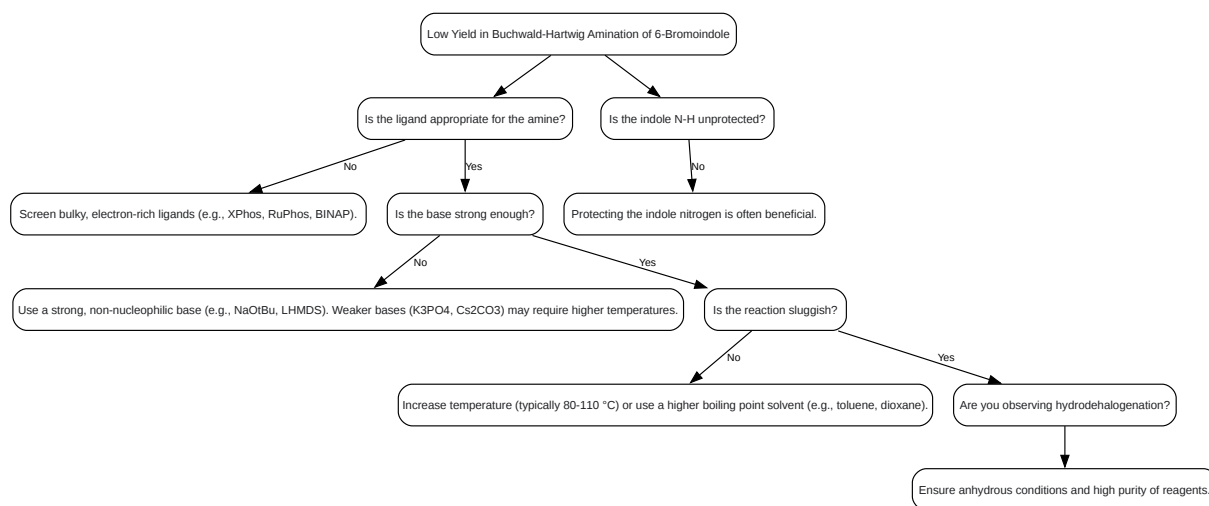 Low Yield in Buchwald-Hartwig Amination of 6-Bromoindole
Is the ligand appropriate for the amine?
Is the indole N-H unprotected?
No
Yes
No
Screen bulky, electron-rich ligands (e.g., XPhos, RuPhos, BINAP).
Is the base strong enough?
Protecting the indole nitrogen is often beneficial.
No
Yes
Use a strong, non-nucleophilic base (e.g., NaOtBu, LHMDS). Weaker bases (K3PO4, Cs2CO3) may require higher temperatures.
Is the reaction sluggish?
No
Yes
Increase temperature (typically 80-110 °C) or use a higher boiling point solvent (e.g., toluene, dioxane).
Are you observing hydrodehalogenation?
Ensure anhydrous conditions and high purity of reagents.